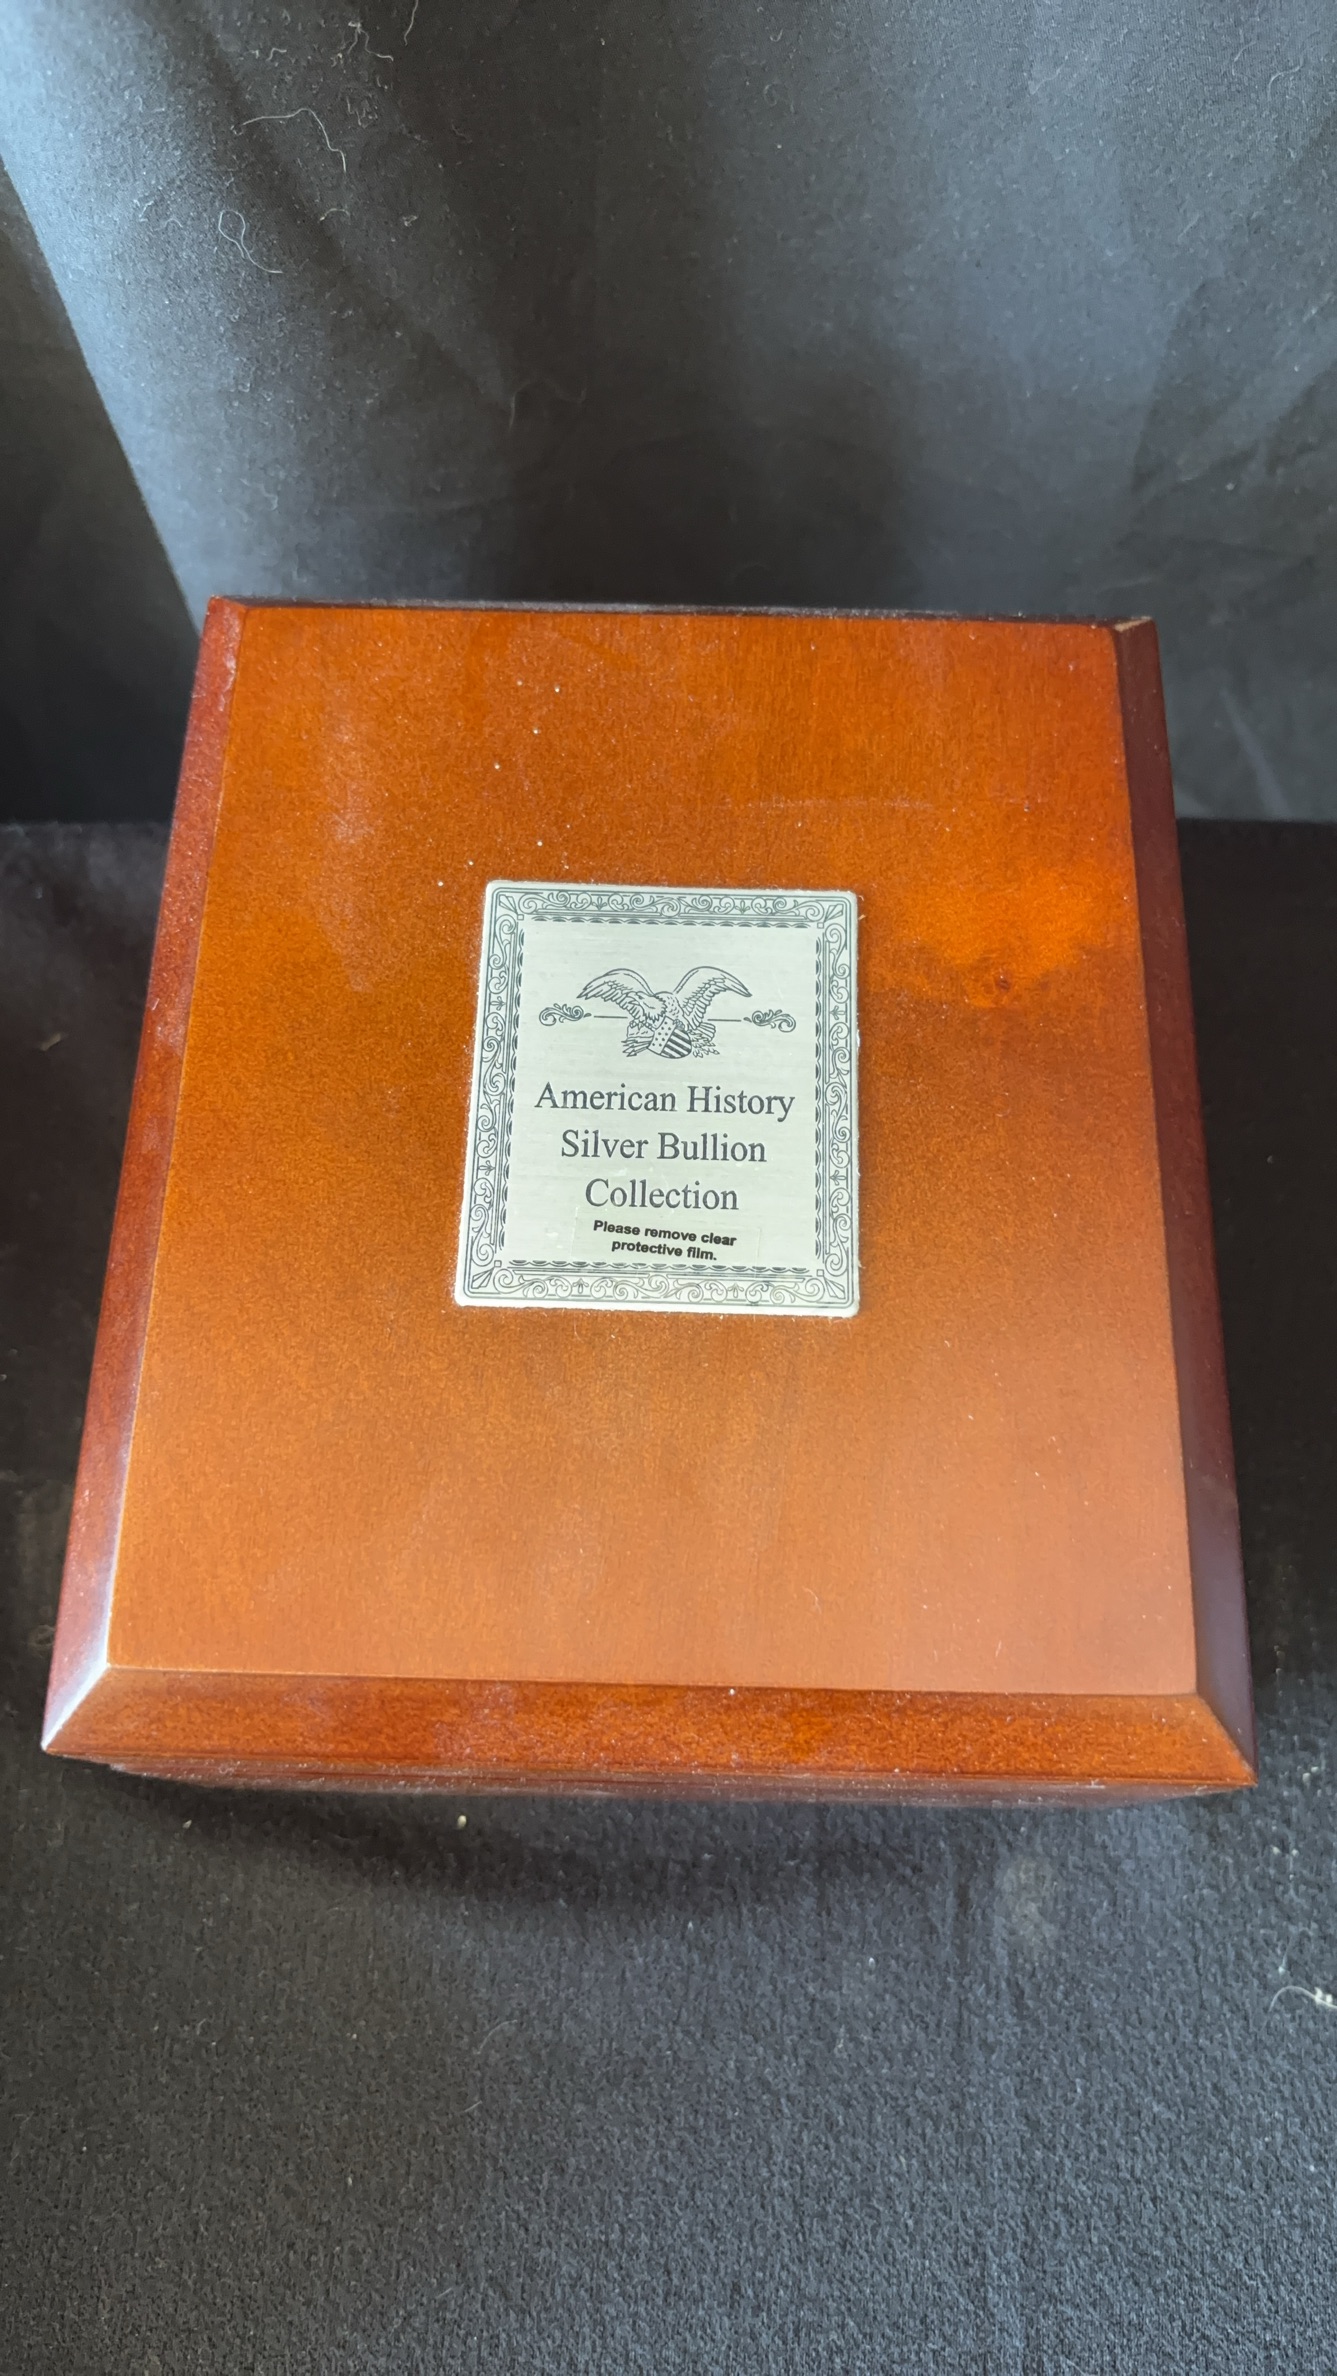 American History
Silver Bullion
Collection
Please remove clear
protective film.